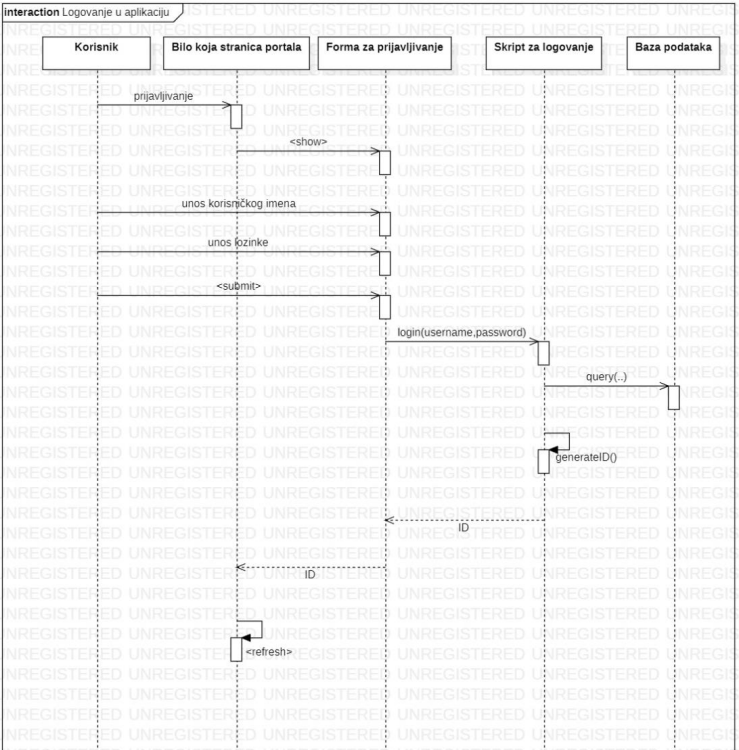 interaction Logovanje u aplikaciju
Korisnik
Bilo koja stranica portala
Forma za prijavljivanje
Skript za logovanje
Baza podataka
prijavljivanje
<show>
unos korisničkog imena
unos lozinke
<submit>
login(username,password)
query(..)
generateID()
ID
ID
<refresh>